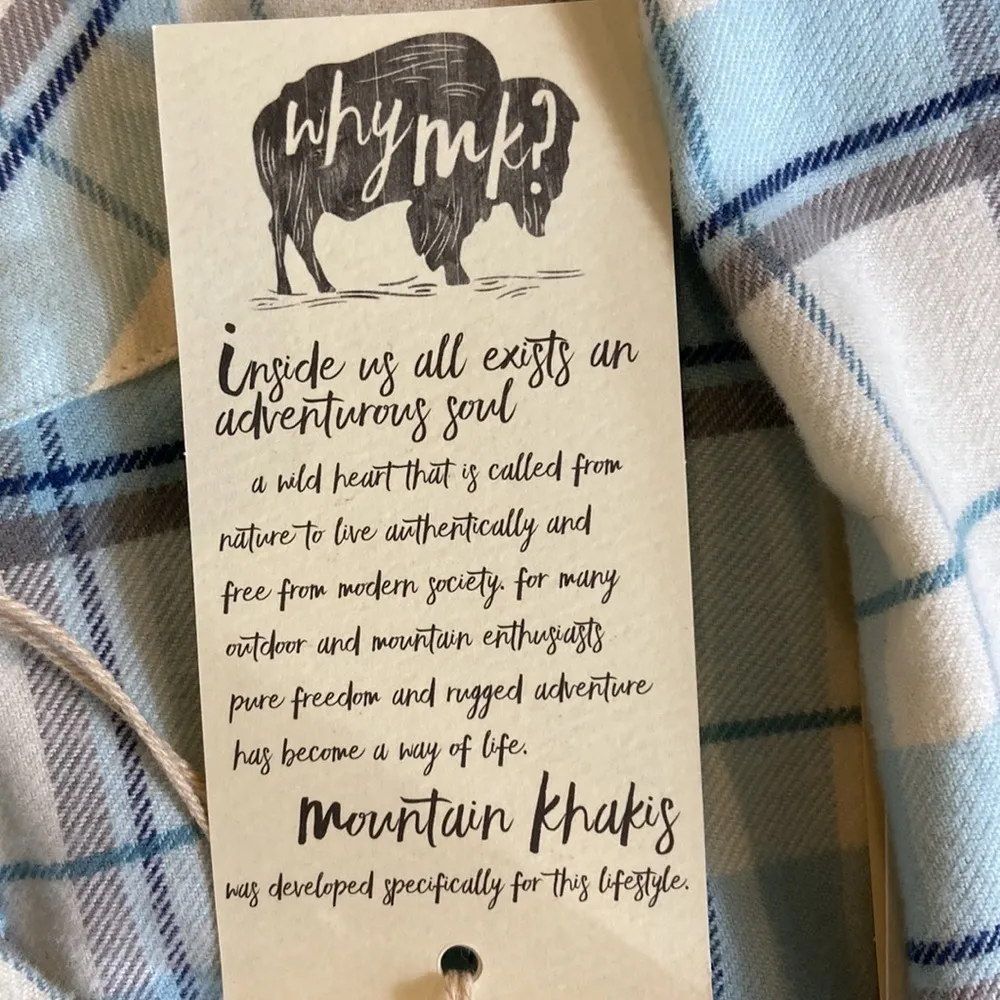 why mk?
inside us all exists an
adventurous soul
a wild heart that is called from
nature to live authentically and
free from modern society. for many
outdoor and mountain enthusiasts
pure freedom and rugged adventure
has become a way of life.
mountain khakis
was developed specifically for this lifestyle.